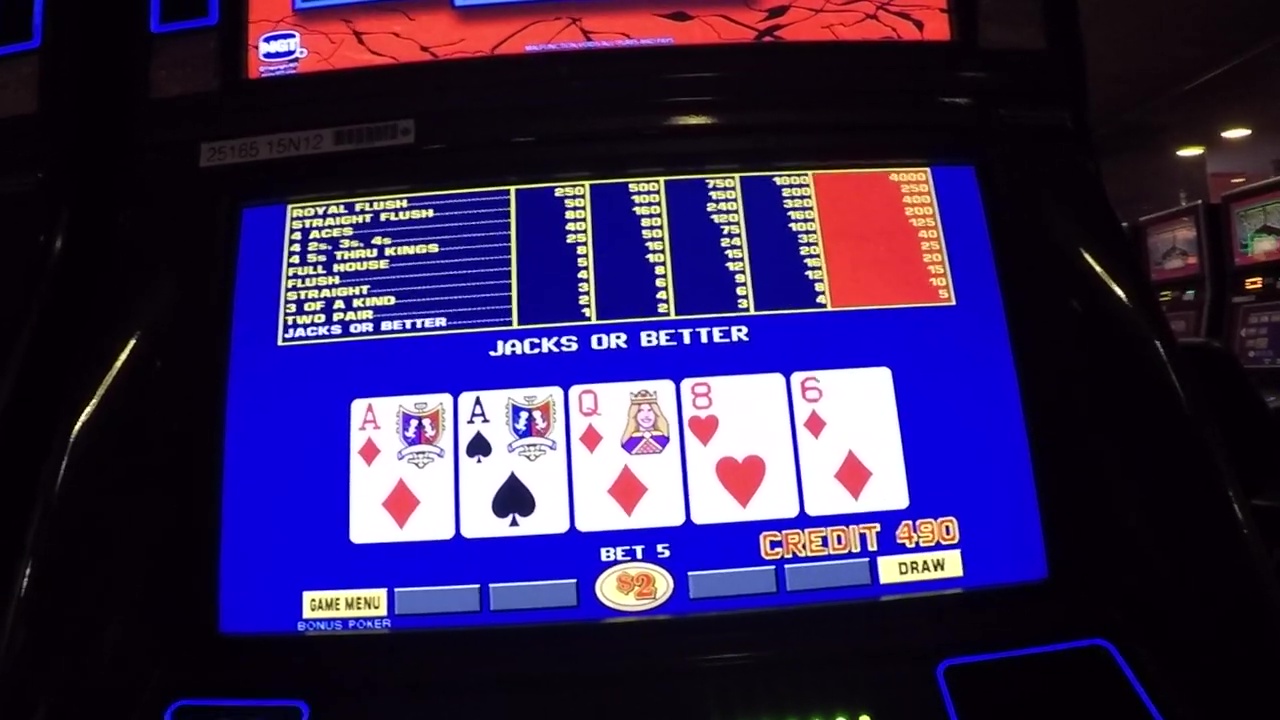 NGT
25165 15N12
ROYAL FLUSH 250 500 750 1000 4000
STRAIGHT FLUSH 50 100 150 200 250
4 ACES 80 160 240 320 400
4 2s, 3s, 4s 40 80 120 160 200
4 5s THRU KINGS 25 50 75 100 125
FULL HOUSE 8 16 24 32 40
FLUSH 5 10 15 20 25
STRAIGHT 4 8 12 16 20
3 OF A KIND 3 6 9 12 15
TWO PAIR 2 4 6 8 10
JACKS OR BETTER 1 2 3 4 5
JACKS OR BETTER
A A Q 8 6
BET 5 CREDIT 490
GAME MENU $2 DRAW
BONUS POKER